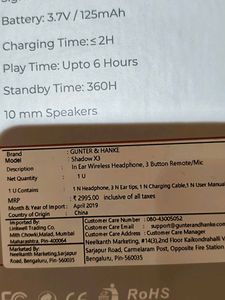 Battery: 3.7V / 125mAh
Charging Time:≤2H
Play Time: Upto 6 Hours
Standby Time: 360H
10 mm Speakers
Brand : GUNTER & HANKE
Model : Shadow X3
Description : In Ear Wireless Headphone, 3 Button Remote/Mic
Net Quantity : 1 U
1 U Contains : 1 N Headphone, 3 N Ear tips, 1 N Charging Cable, 1 N User Manual
MRP : ₹ 2995.00 inclusive of all taxes
Month & Year of Import : April 2019
Country of Origin : China
Imported By:
Linkwell Trading Co.
Malad, Mumbai
Maharashtra, Pin-400064
Marketed By:
Neelkanth Marketing, Sarjapur
Road, Bengaluru, Pin-560035
Customer Care Number : 080-43005052
Customer Care Email :
Customer Care Address : Customer Care Manager
Neelkanth Marketing, #14(3),2nd Floor Kaikondrahalli
Sarjapur Road, Carmelaram Post, Opposite Fire Station
Bengaluru, Pin-560035
RoHS